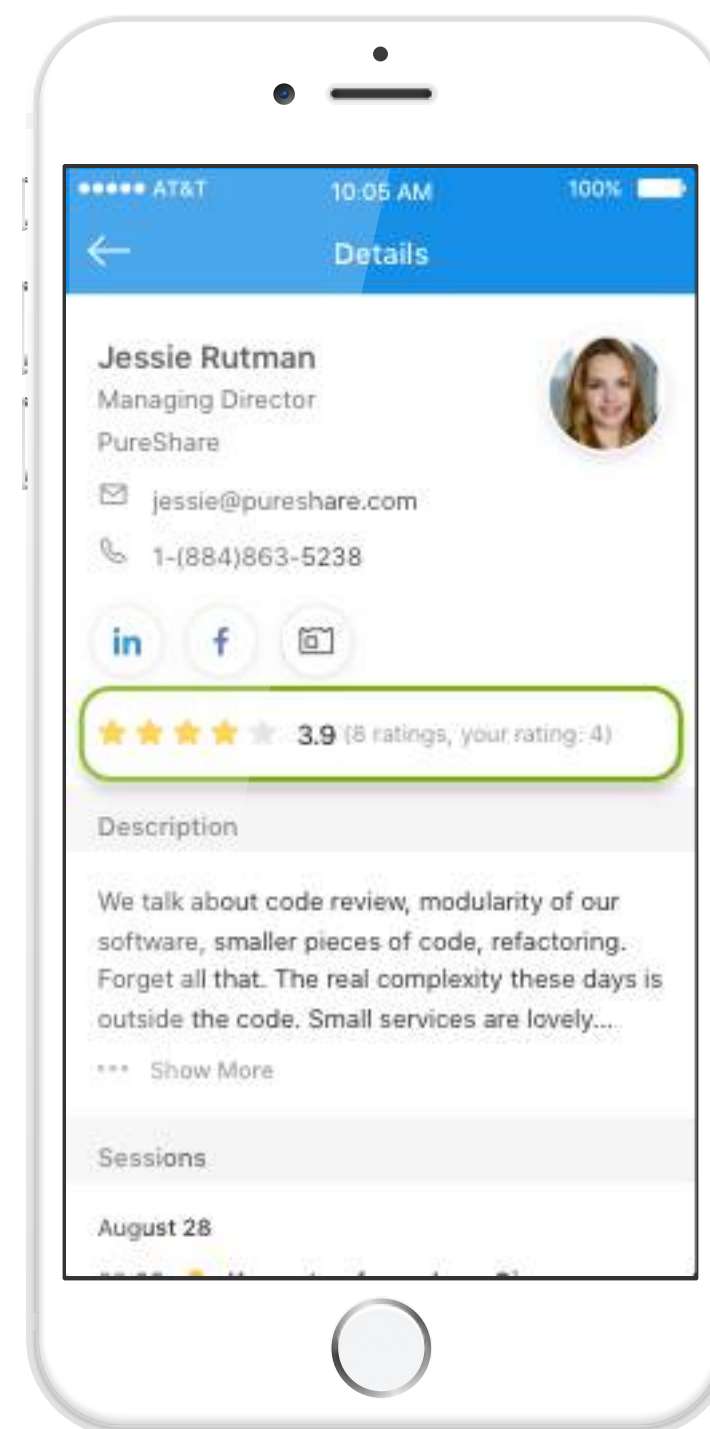 AT&T 10:05 AM 100%
Details
Jessie Rutman
Managing Director
PureShare
jessie@pureshare.com
1-(884)863-5238
in f
3.9 (8 ratings, your rating: 4)
Description
We talk about code review, modularity of our
software, smaller pieces of code, refactoring.
Forget all that. The real complexity these days is
outside the code. Small services are lovely...
••• Show More
Sessions
August 28